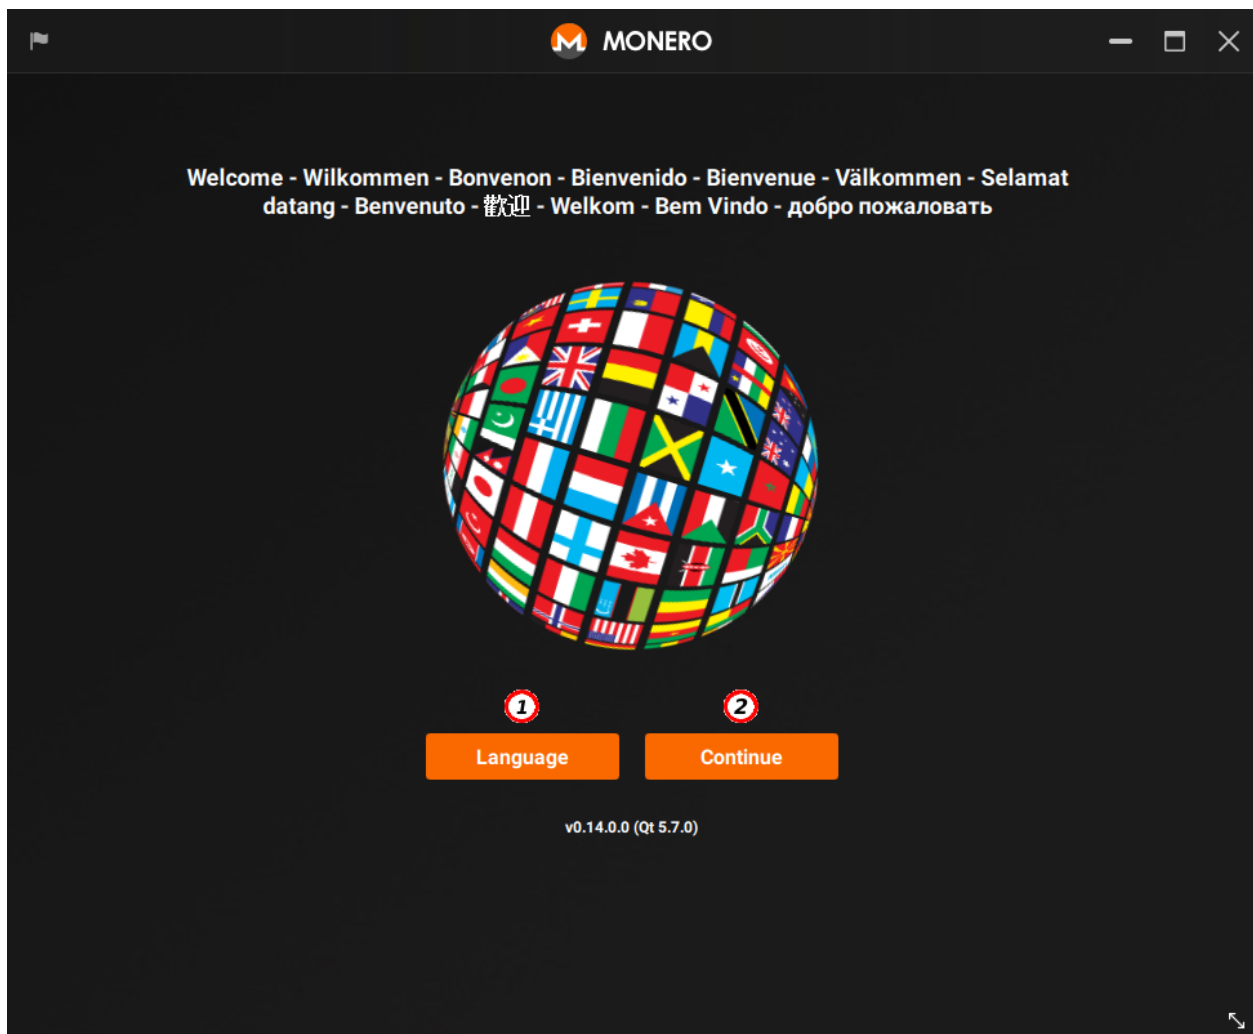 MONERO
Welcome - Wilkommen - Bonvenon - Bienvenido - Bienvenue - Välkommen - Selamat
datang - Benvenuto - 歡迎 - Welkom - Bem Vindo - добро пожаловать
1 2
Language Continue
v0.14.0.0 (Qt 5.7.0)